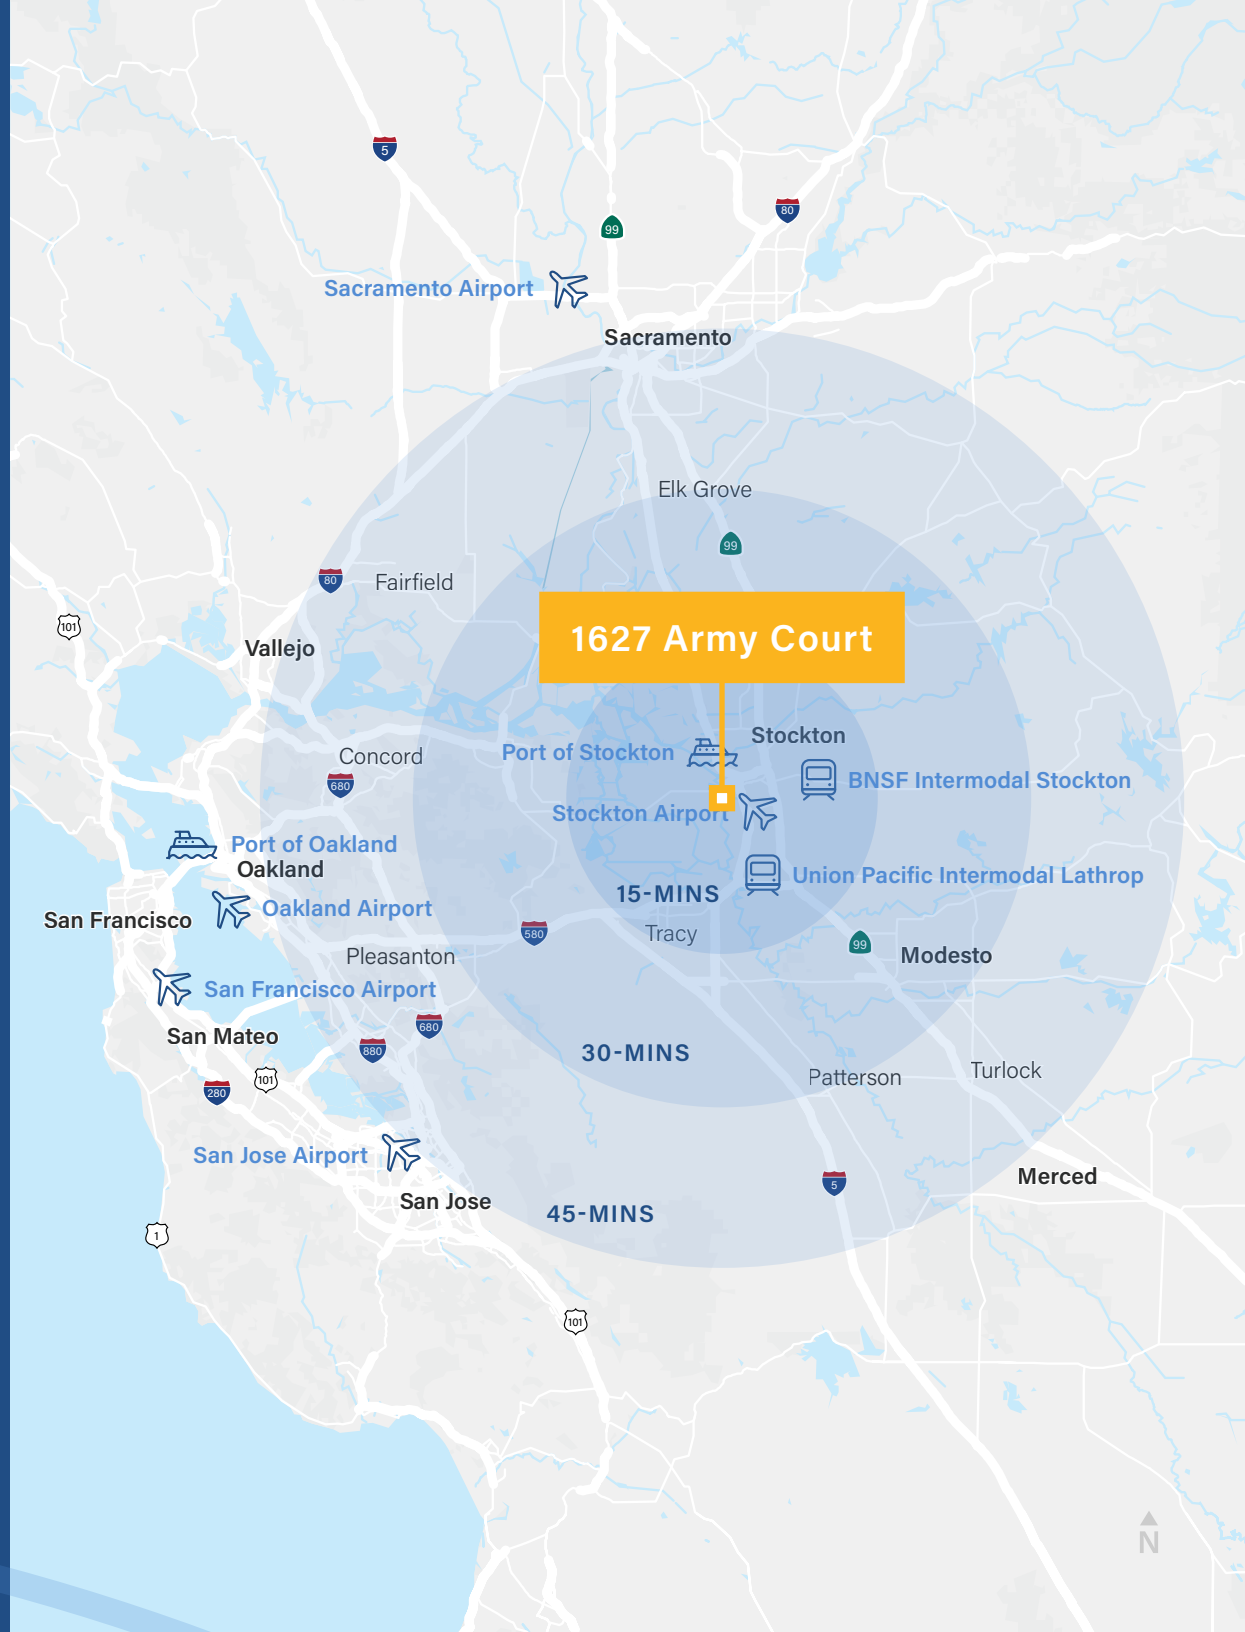 5
80
99
Sacramento Airport
Sacramento
Elk Grove
99
80
Fairfield
101
1627 Army Court
Vallejo
Stockton
Port of Stockton
Concord
BNSF Intermodal Stockton
680
Stockton Airport
Port of Oakland
Oakland
Union Pacific Intermodal Lathrop
15-MINS
Oakland Airport
San Francisco
580
Tracy
99
Modesto
Pleasanton
San Francisco Airport
680
San Mateo
880
30-MINS
Turlock
Patterson
101
280
San Jose Airport
Merced
5
San Jose
45-MINS
1
101
N